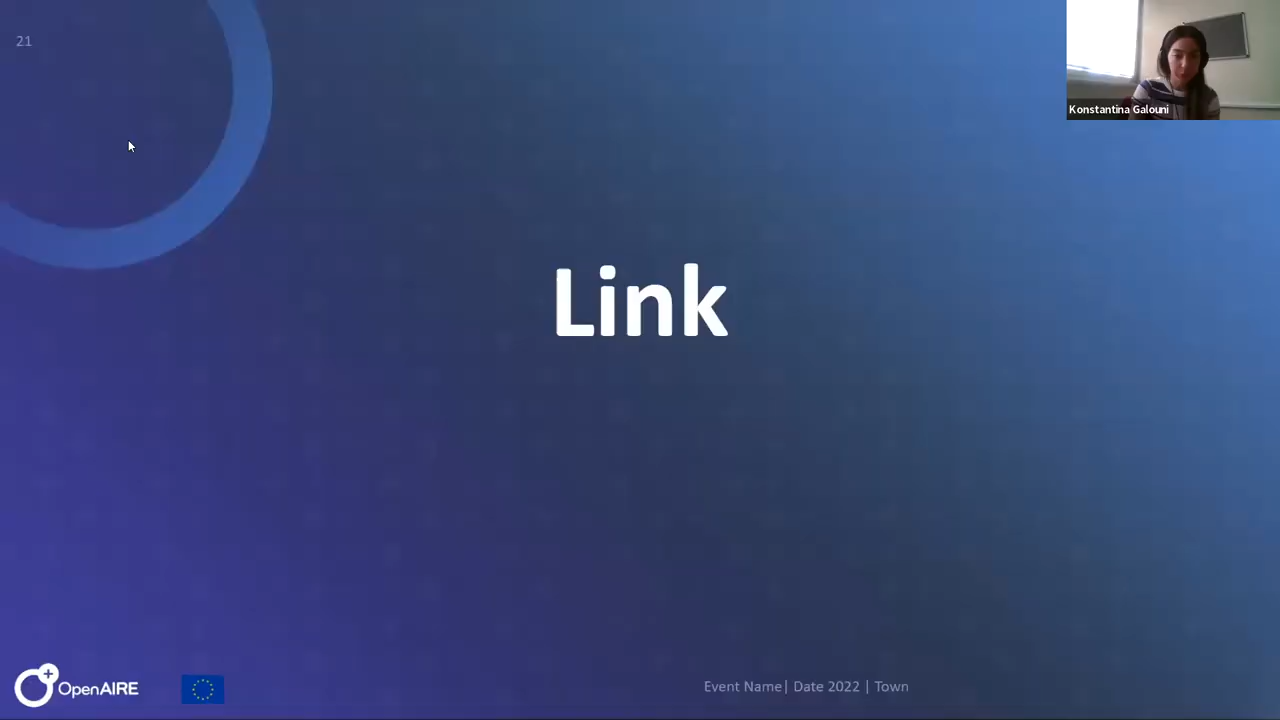 21
Konstantina Galouni
Link
OpenAIRE
Event Name| Date 2022 | Town